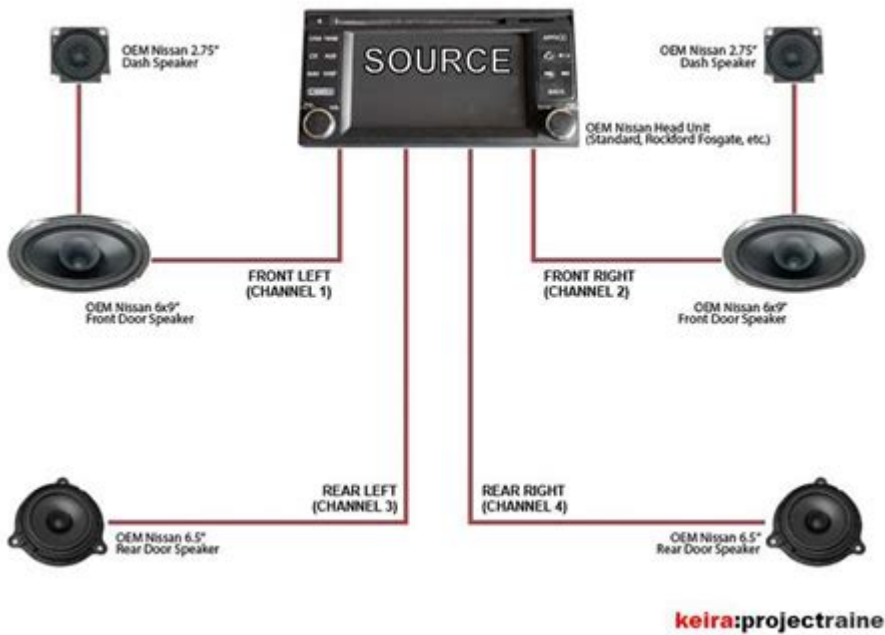 OEM Nissan 2.75"
Dash Speaker
SOURCE
OEM Nissan 2.75"
Dash Speaker
OEM Nissan Head Unit
(Standard, Rockford Fosgate, etc.)
FRONT LEFT
(CHANNEL 1)
FRONT RIGHT
(CHANNEL 2)
OEM Nissan 6x9"
Front Door Speaker
OEM Nissan 6x9"
Front Door Speaker
REAR LEFT
(CHANNEL 3)
REAR RIGHT
(CHANNEL 4)
OEM Nissan 6.5"
Rear Door Speaker
OEM Nissan 6.5"
Rear Door Speaker
keira:projectraine